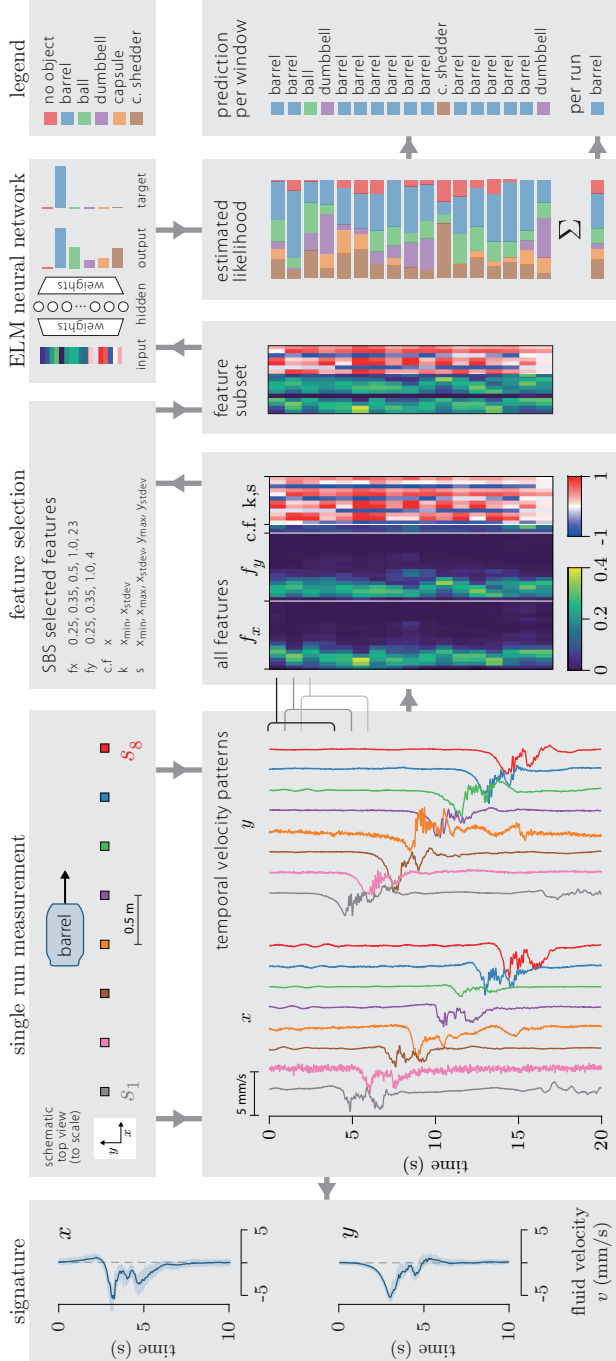 signature
x
0
5
10
time (s)
-5
5
y
0
5
10
time (s)
-5
5
fluid velocity
v (mm/s)
single run measurement
schematic
top view
(to scale)
y
x
barrel
0.5 m
s1
s8
temporal velocity patterns
x
y
5 mm/s
0
5
10
15
20
time (s)
feature selection
SBS selected features
fx 0.25, 0.35, 0.5, 1.0, 23
fy 0.25, 0.35, 1.0, 4
c.f x
k xmin, xstdev
s xmin, xmax, xstdev, ymax, ystdev
all features
fx
fy
c.f.
k,s
0
0.2
0.4
-1
1
feature
subset
ELM neural network
input
weights
hidden
weights
output
target
estimated
likelihood
Σ
legend
no object
barrel
ball
dumbbell
capsule
c. shedder
prediction
per window
barrel
barrel
ball
dumbbell
barrel
barrel
barrel
barrel
barrel
barrel
c. shedder
barrel
barrel
barrel
barrel
barrel
dumbbell
per run
barrel